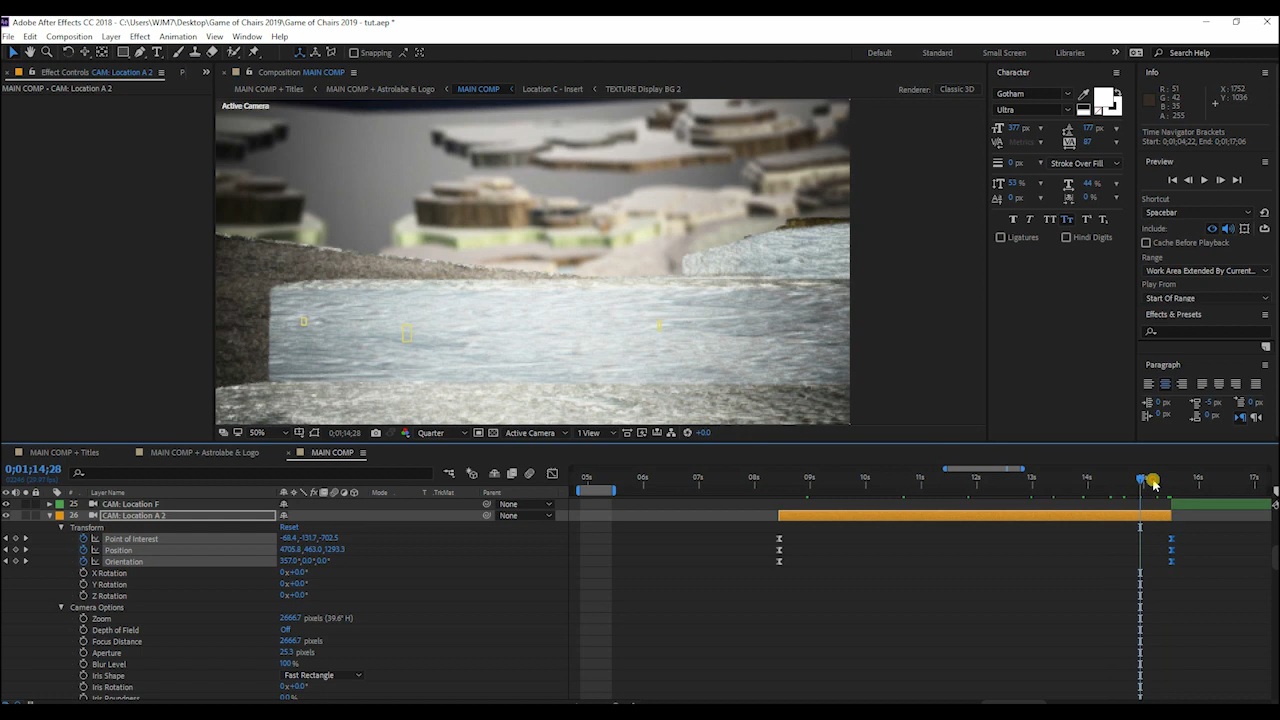 Adobe After Effects CC 2018 - C:\Users\WJM7\Desktop\Game of Chairs 2019\Game of Chairs 2019 - tut.aep *
File Edit Composition Layer Effect Animation View Window Help
Snapping Default Standard Small Screen Libraries Search Help
Effect Controls CAM: Location A 2 P
MAIN COMP - CAM: Location A 2
Composition MAIN COMP
MAIN COMP + Titles MAIN COMP + Astrolabe & Logo MAIN COMP Location C - Insert TEXTURE Display BG 2 Renderer: Classic 3D
Active Camera
50% 0;01;14;28 Quarter Active Camera 1 View +0.0
Character
Gotham
Ultra
377 px 177 px
Metrics 87
0 px Stroke Over Fill
53 % 44 %
0 px 0 %
T T TT Tr T¹ T₁
Ligatures Hindi Digits
Info
R: 51 X: 1752
G: 42 Y: 1036
B: 35
A: 255
Time Navigator Brackets
Start: 0;01;04;22, End: 0;01;17;06
Preview
Shortcut
Spacebar
Include:
Cache Before Playback
Range
Work Area Extended By Current...
Play From
Start Of Range
Effects & Presets
Paragraph
0 px -5 px 0 px
0 px 0 px
MAIN COMP + Titles MAIN COMP + Astrolabe & Logo MAIN COMP
0;01;14;28
05s 06s 07s 08s 09s 10s 11s 12s 13s 14s 16s 17s
Layer Name Mode T .TrkMat Parent
25 CAM: Location F None
26 CAM: Location A 2 None
Transform Reset
Point of Interest -68.4,-131.7,-702.5
Position 4705.8,463.0,1293.3
Orientation 357.0°,0.0°,0.0°
X Rotation 0x+0.0°
Y Rotation 0x+0.0°
Z Rotation 0x+0.0°
Camera Options
Zoom 2666.7 pixels (39.6° H)
Depth of Field Off
Focus Distance 2666.7 pixels
Aperture 25.3 pixels
Blur Level 100 %
Iris Shape Fast Rectangle
Iris Rotation 0x+0.0°
Iris Roundness 0.0 %